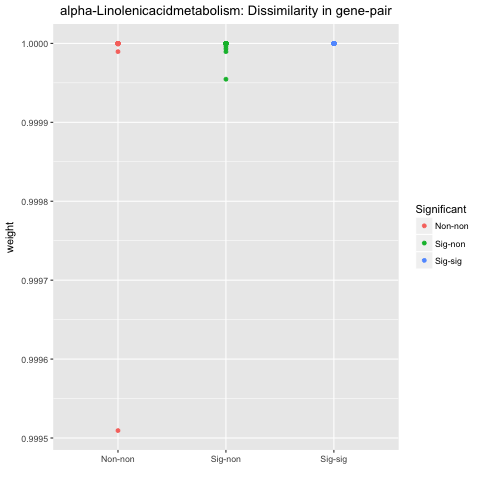 alpha-Linolenicacidmetabolism: Dissimilarity in gene-pair
1.0000
0.9999
0.9998
0.9997
0.9996
0.9995
weight
Non-non
Sig-non
Sig-sig
Significant
Non-non
Sig-non
Sig-sig